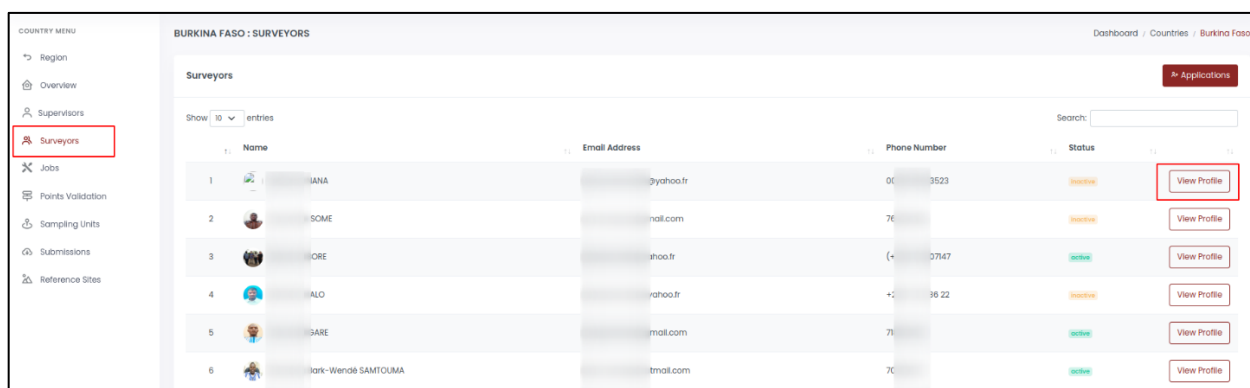 COUNTRY MENU
Region
Overview
Supervisors
Surveyors
Jobs
Points Validation
Sampling Units
Submissions
Reference Sites
BURKINA FASO : SURVEYORS
Dashboard / Countries / Burkina Faso
Surveyors
Applications
Show 10 entries
Search:
Name Email Address Phone Number Status
1 IANA @yahoo.fr 00 3523 inactive View Profile
2 SOME mail.com 76 inactive View Profile
3 ORE ahoo.fr (+ 07147 active View Profile
4 ALO yahoo.fr +2 36 22 inactive View Profile
5 GARE mail.com 71 active View Profile
6 Mark-Wendé SAMTOUMA tmail.com 70 active View Profile